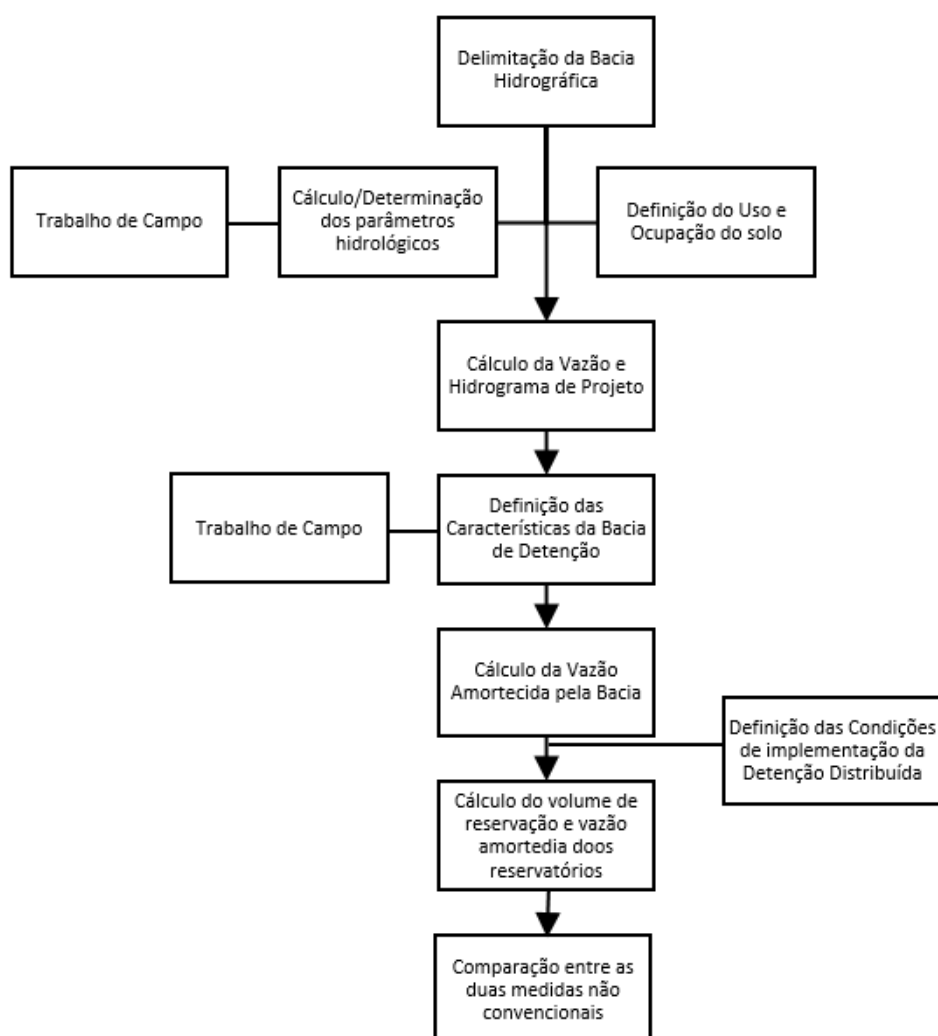 Delimitação da Bacia
Hidrográfica
Trabalho de Campo
Cálculo/Determinação
dos parâmetros
hidrológicos
Definição do Uso e
Ocupação do solo
Cálculo da Vazão e
Hidrograma de Projeto
Trabalho de Campo
Definição das
Características da Bacia
de Detenção
Cálculo da Vazão
Amortecida pela Bacia
Definição das Condições
de implementação da
Detenção Distribuída
Cálculo do volume de
reservação e vazão
amortedia doos
reservatórios
Comparação entre as
duas medidas não
convencionais